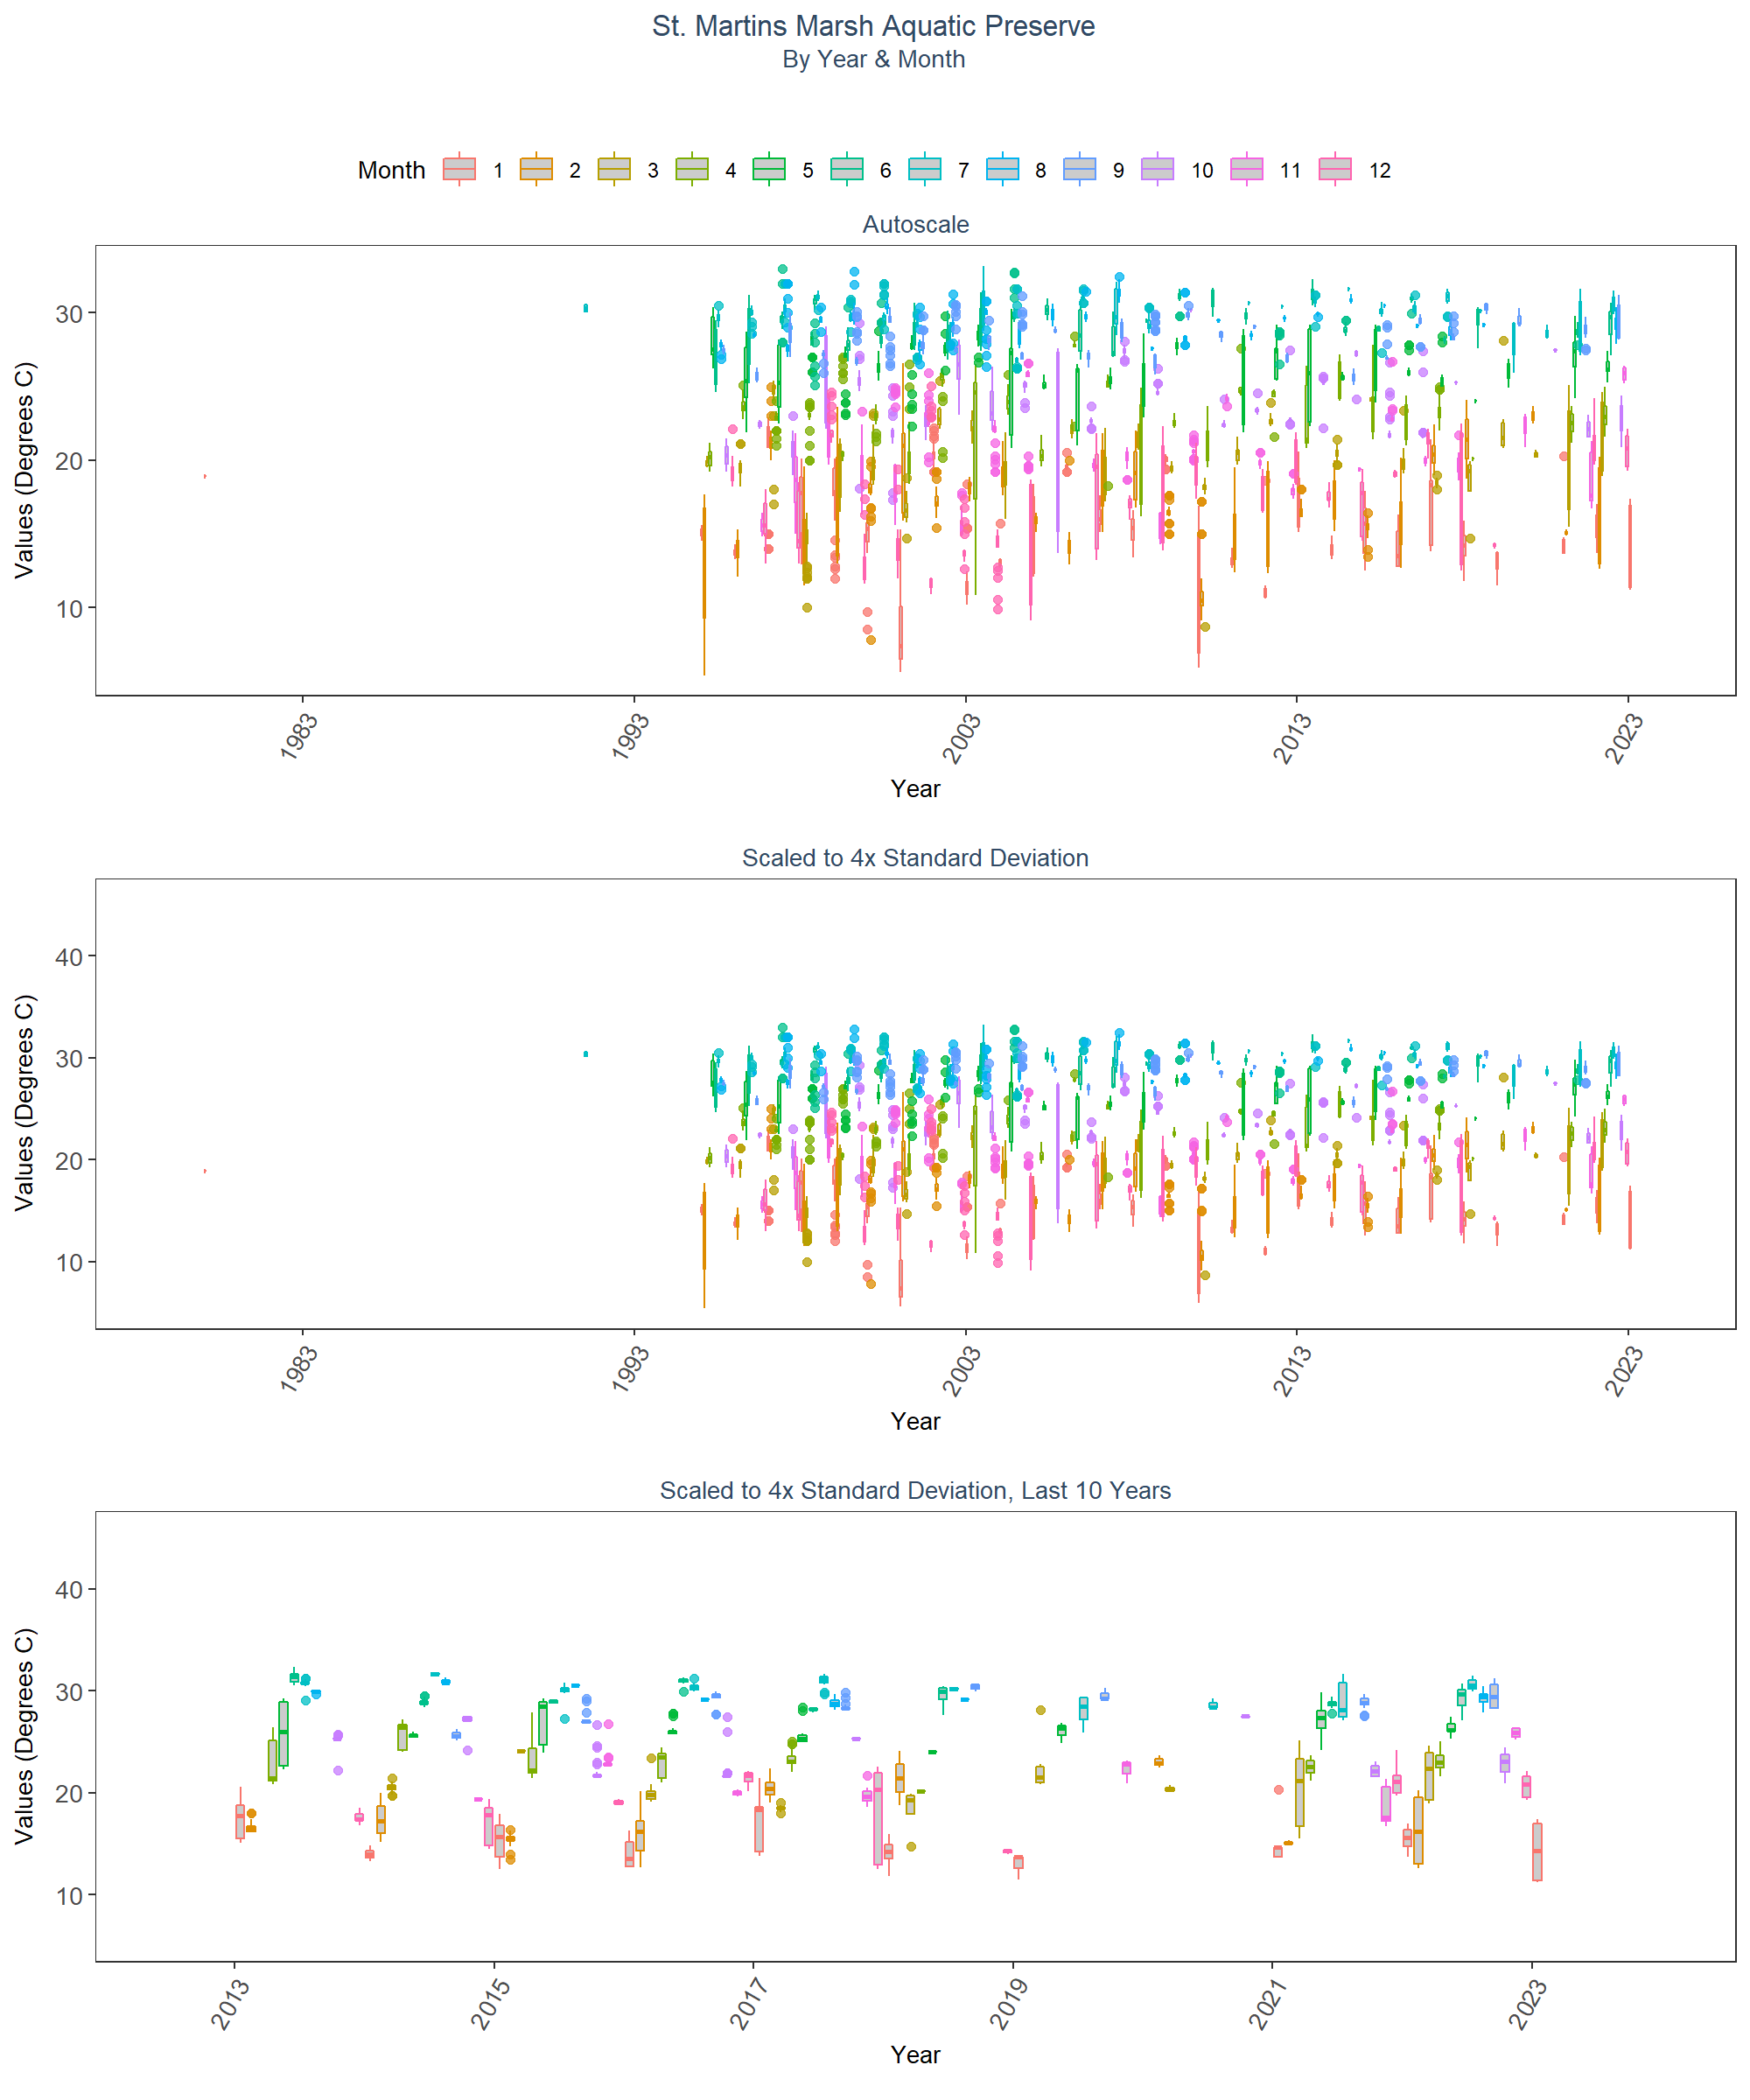 St. Martins Marsh Aquatic Preserve
By Year & Month
Month 1 2 3 4 5 6 7 8 9 10 11 12
Autoscale
Values (Degrees C)
30
20
10
1983 1993 2003 2013 2023
Year
Scaled to 4x Standard Deviation
Values (Degrees C)
40
30
20
10
1983 1993 2003 2013 2023
Year
Scaled to 4x Standard Deviation, Last 10 Years
Values (Degrees C)
40
30
20
10
2013 2015 2017 2019 2021 2023
Year